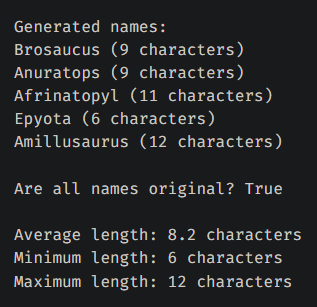 Generated names:
Brosaucus (9 characters)
Anuratops (9 characters)
Afrinatopyl (11 characters)
Epyota (6 characters)
Amillusaurus (12 characters)
Are all names original? True
Average length: 8.2 characters
Minimum length: 6 characters
Maximum length: 12 characters